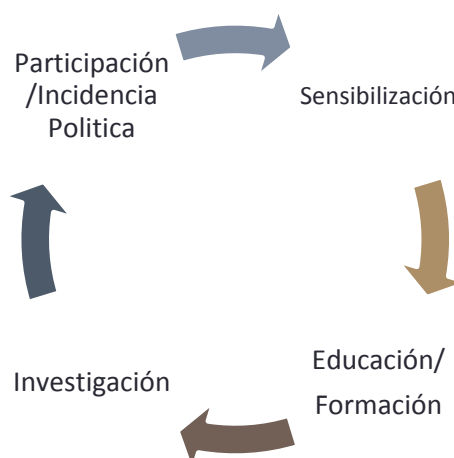 Participación
/Incidencia
Politica
Sensibilización
Educación/
Formación
Investigación